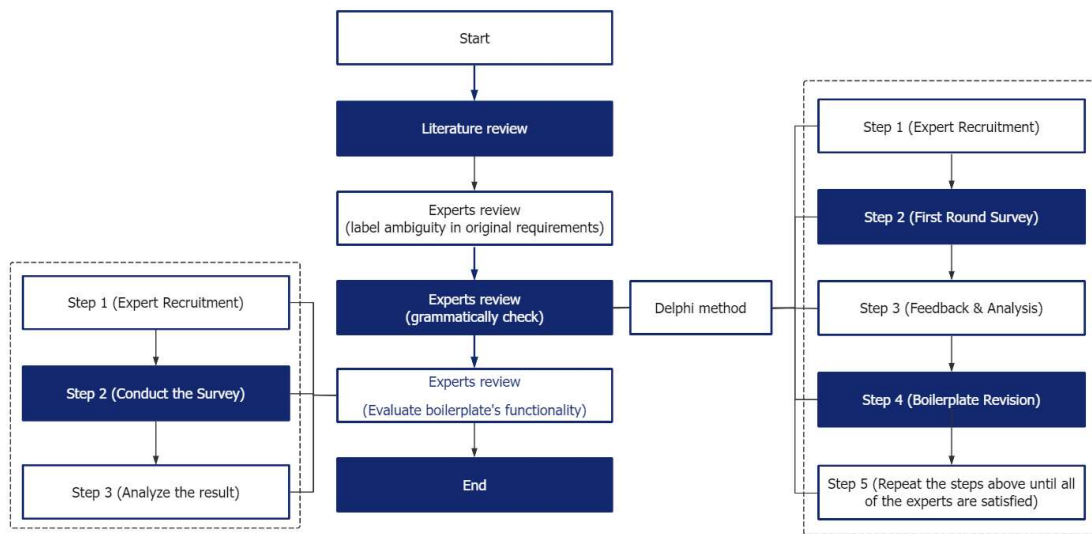 Start
Literature review
Experts review
(label ambiguity in original requirements)
Experts review
(grammatically check)
Delphi method
Experts review
(Evaluate boilerplate's functionality)
End
Step 1 (Expert Recruitment)
Step 2 (Conduct the Survey)
Step 3 (Analyze the result)
Step 1 (Expert Recruitment)
Step 2 (First Round Survey)
Step 3 (Feedback & Analysis)
Step 4 (Boilerplate Revision)
Step 5 (Repeat the steps above until all
of the experts are satisfied)